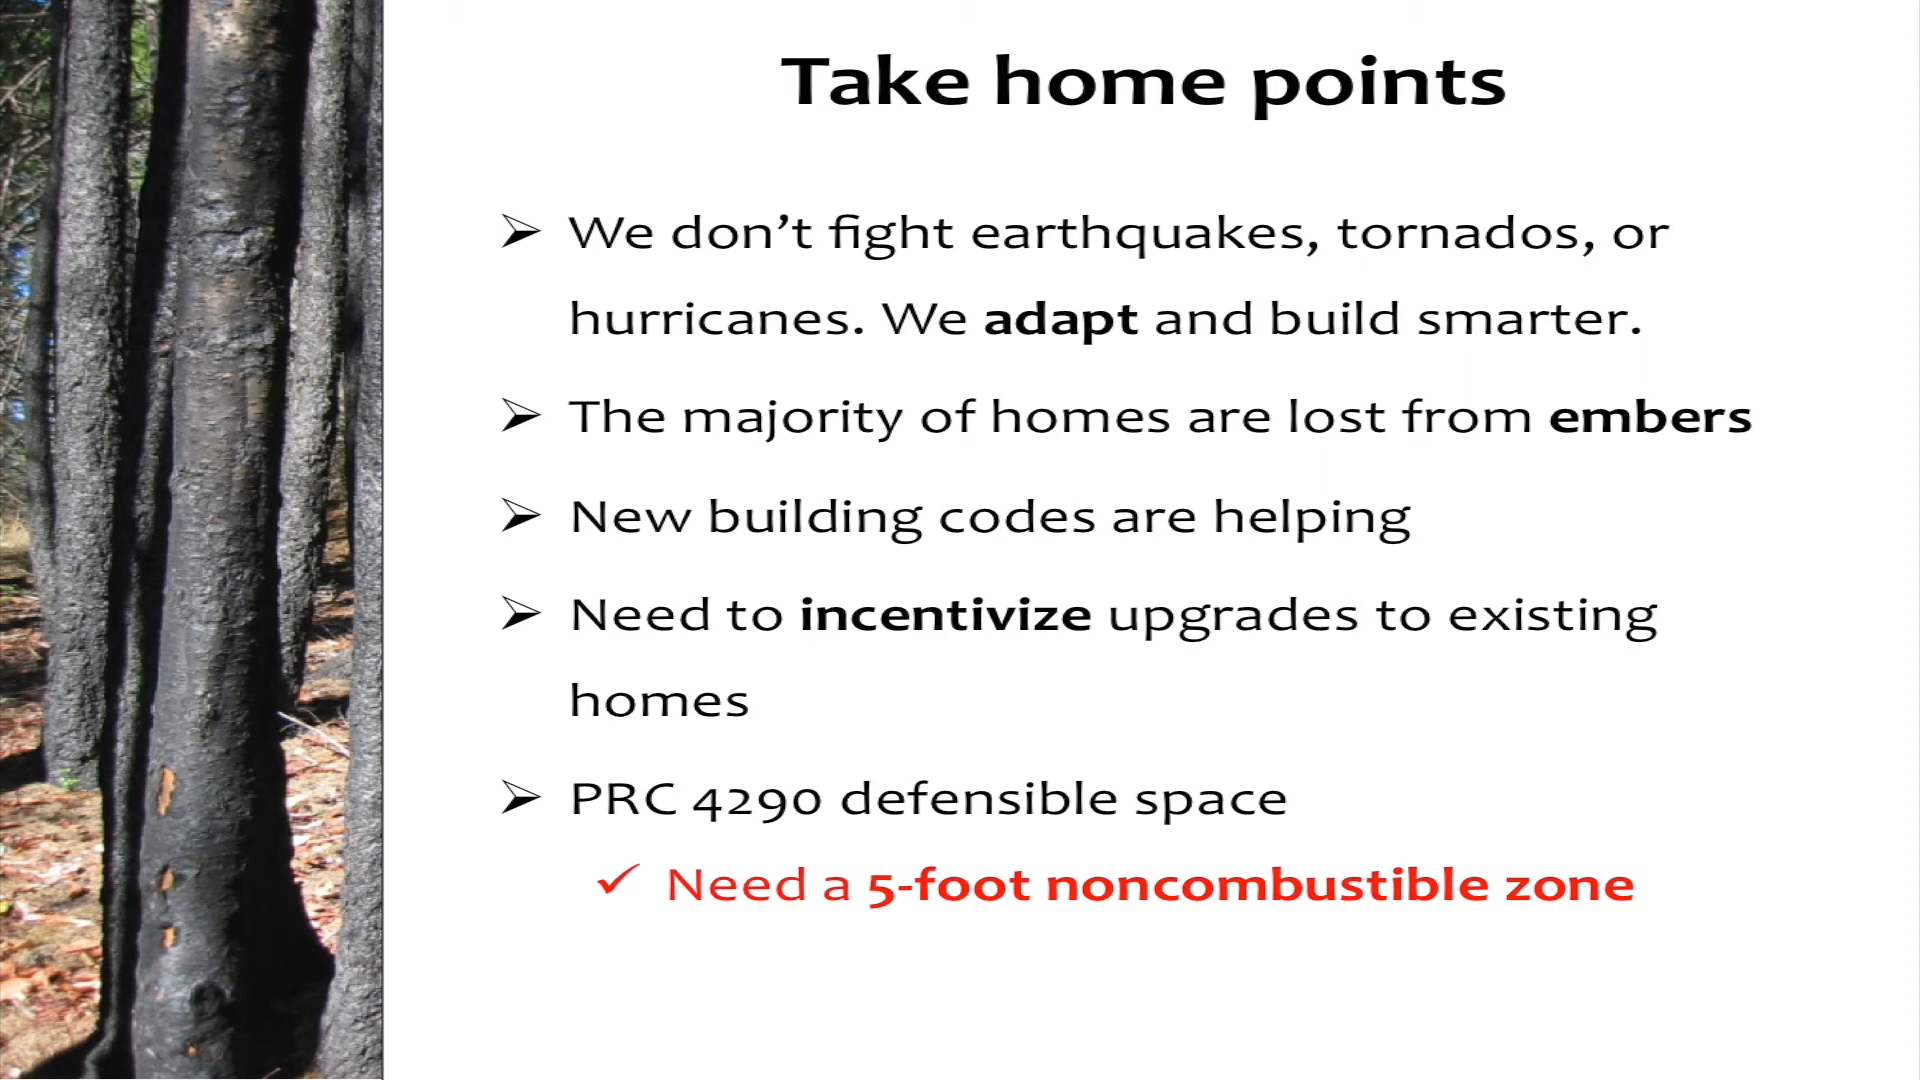 Take home points
➢ We don’t fight earthquakes, tornados, or
hurricanes. We adapt and build smarter.
➢ The majority of homes are lost from embers
➢ New building codes are helping
➢ Need to incentivize upgrades to existing
homes
➢ PRC 4290 defensible space
✓ Need a 5-foot noncombustible zone